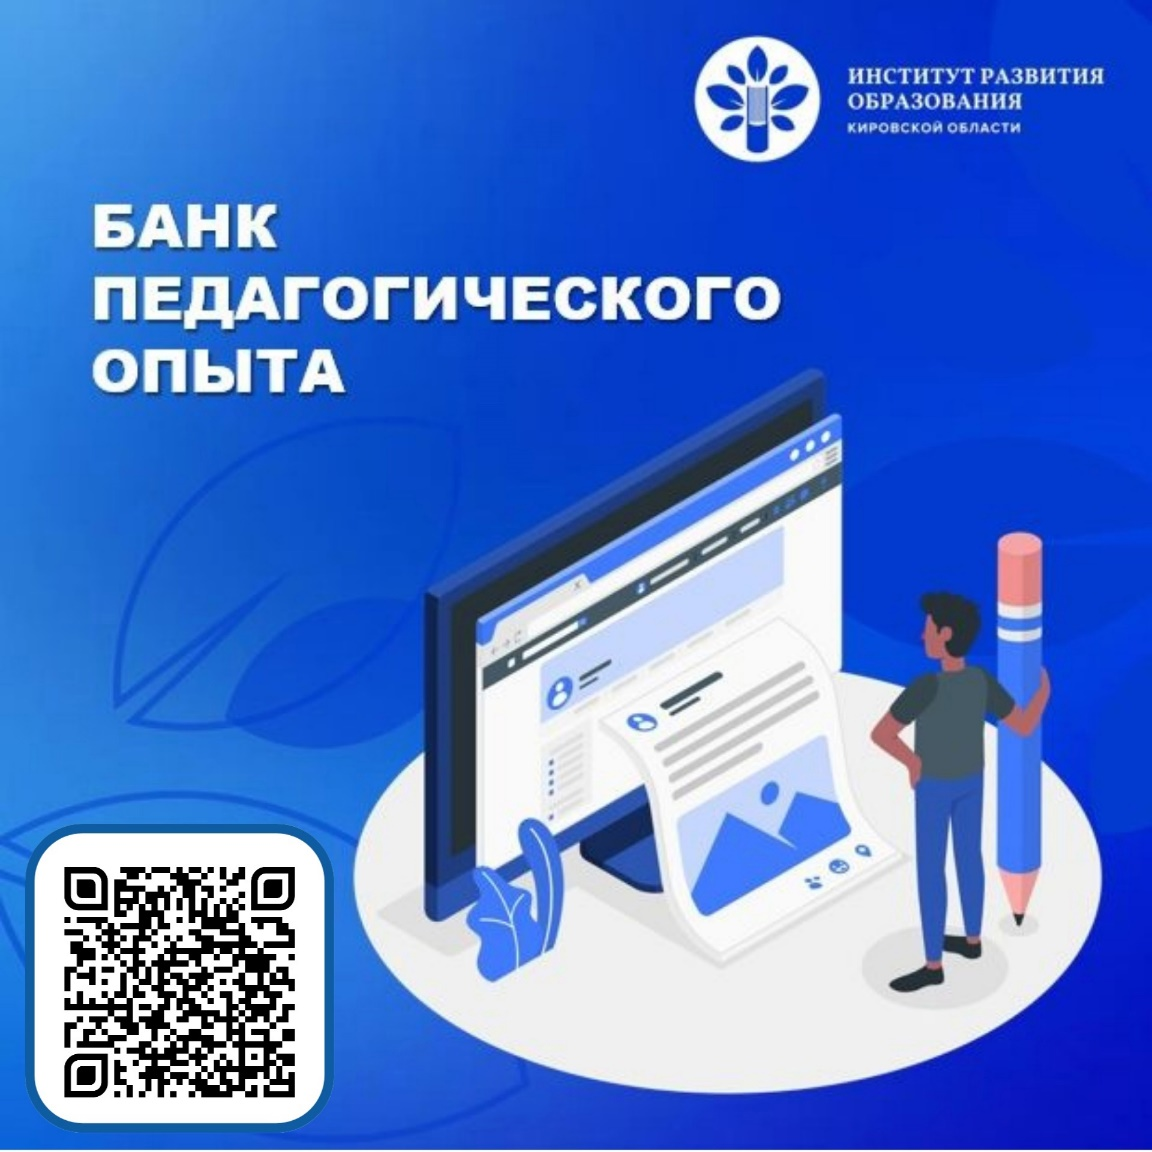 ИНСТИТУТ РАЗВИТИЯ
ОБРАЗОВАНИЯ
КИРОВСКОЙ ОБЛАСТИ
БАНК
ПЕДАГОГИЧЕСКОГО
ОПЫТА